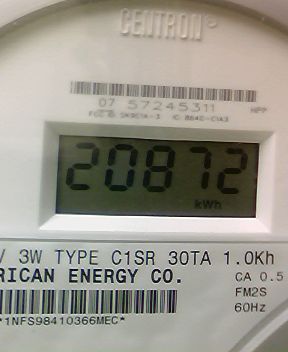 CENTRON®
07 57245311 HPP
20872
kWh
V 3W TYPE C1SR 30TA 1.0Kh
RICAN ENERGY CO. CA 0.5
FM2S
*1NFS98410366MEC* 60Hz